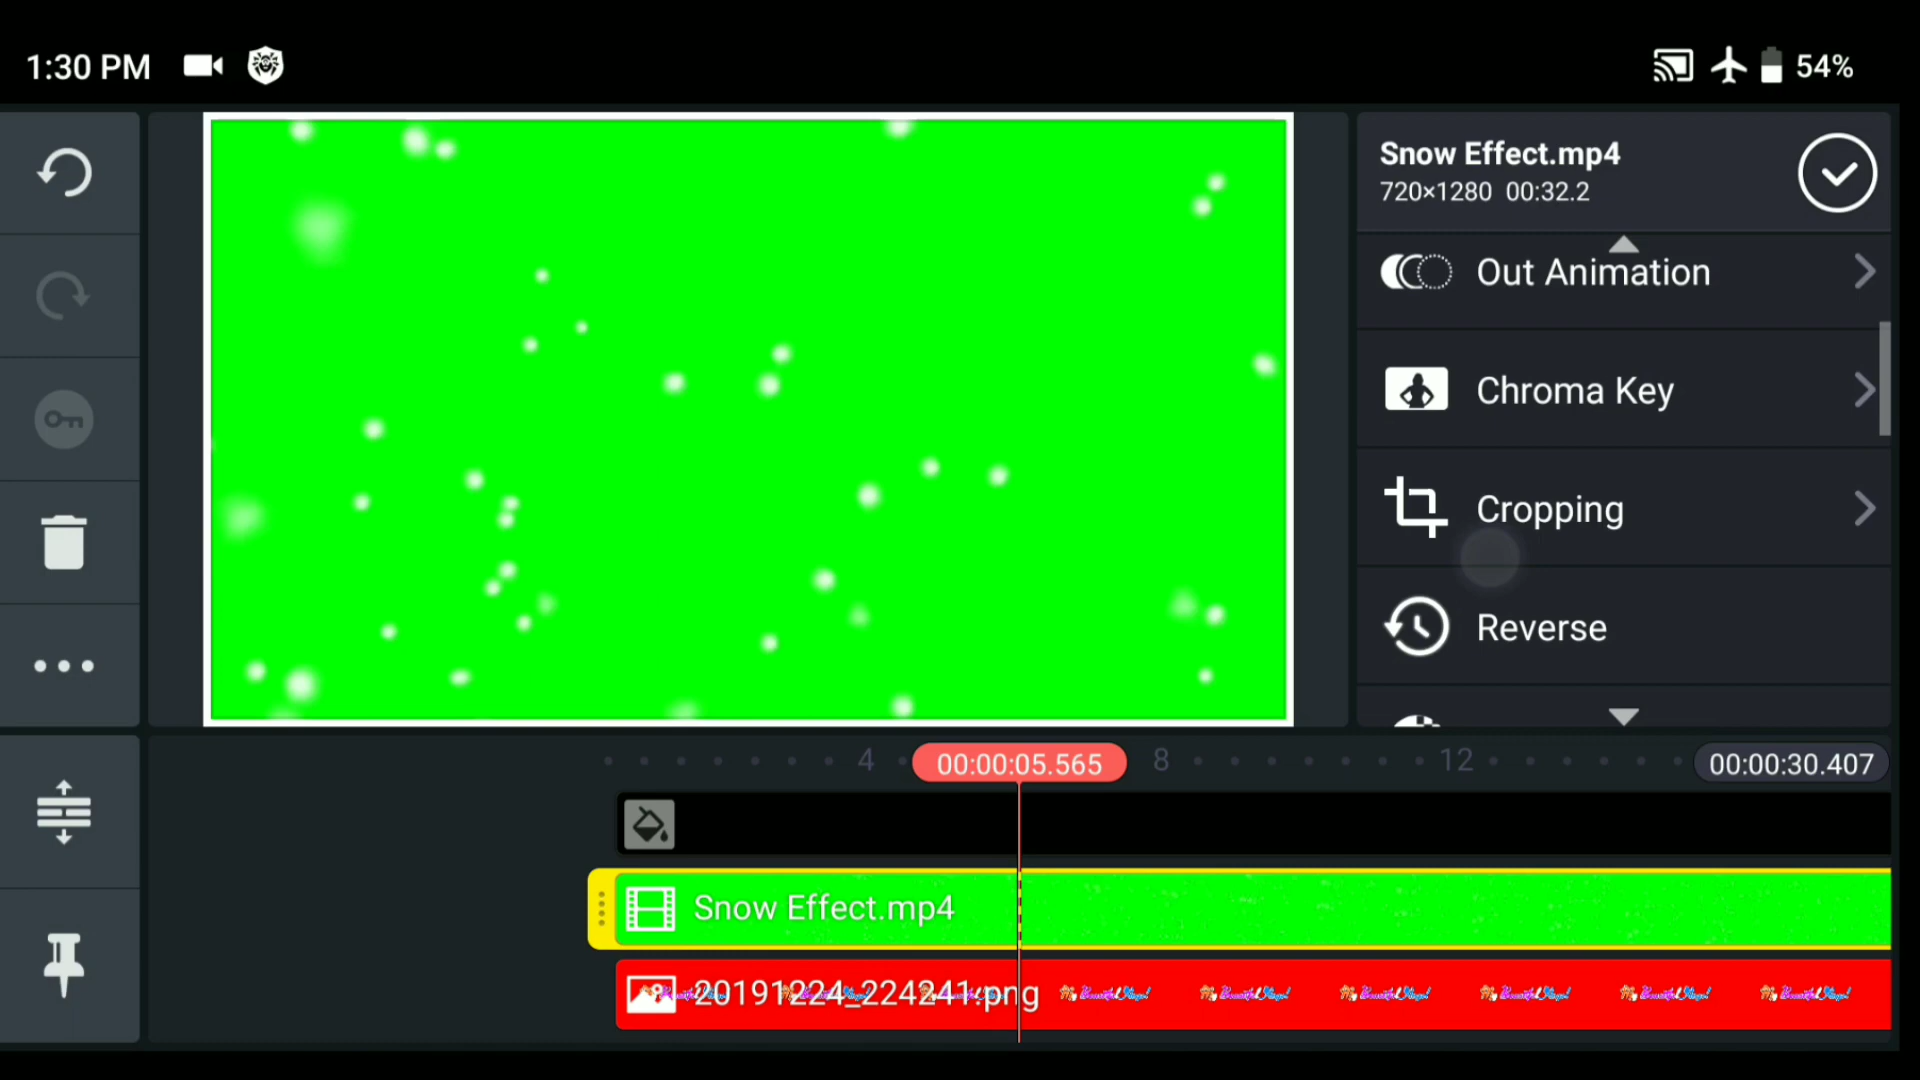 1:30 PM
54%
Snow Effect.mp4
720×1280 00:32.2
Out Animation
Chroma Key
Cropping
Reverse
4
00:00:05.565
8
12
00:00:30.407
Snow Effect.mp4
20191224_224241.png